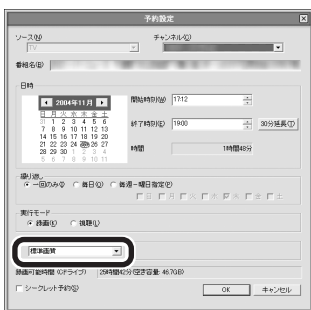 予約設定
ソース(N)
チャンネル(C)
TV
番組名(B)
日時
2004年11月
日 月 火 水 木 金 土
31 1 2 3 4 5 6
7 8 9 10 11 12 13
14 15 16 17 18 19 20
21 22 23 24 25 26 27
28 29 30 1 2 3 4
5 6 7 8 9 10 11
開始時刻(W) 17:12
終了時刻(E) 19:00 30分延長(T)
時間 1時間48分
繰り返し
一回のみ(I) 毎日(Q) 毎週-曜日指定(P)
日 月 火 水 木 金 土
実行モード
録画(K) 視聴(L)
標準画質
録画可能時間 (Gドライブ) 25時間42分(空き容量: 46.7GB)
シークレット予約(S)
OK キャンセル